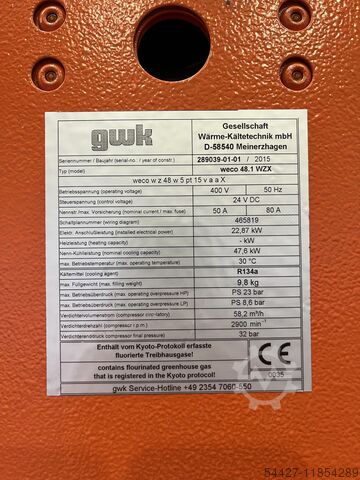 gwk
Gesellschaft
Wärme-Kältetechnik mbH
D-58540 Meinerzhagen
Seriennummer / Baujahr (serial-no. / year of constr.) 289039-01-01 / 2015
Typ (model) weco 48.1 WZX
weco w z 48 w 5 pt 15 v a a X
Betriebsspannung (operating voltage) 400 V 50 Hz
Steuerspannung (control voltage) 24 V DC
Nennstr./max. Vorsicherung (nominal current / max. fuse) 50 A 80 A
Schaltplannummer (wiring diagram) 465819
Elektr. Anschlußleistung (installed electrical power) 22,87 kW
Heizleistung (heating capacity) - kW
Nenn-Kühlleistung (nominal cooling capacity) 47,6 kW
max. Betriebstemperatur (max. operating temperature) 30 °C
Kältemittel (cooling agent) R134a
max. Füllgewicht (max. filling weight) 9,8 kg
max. Betriebsüberdruck (max. operating overpressure HP) PS 23 bar
max. Betriebsüberdruck (max. operating overpressure LP) PS 8,6 bar
Verdichtervolumstrom (compressor circ.-latory) 58,2 m³/h
Verdichterdrehzahl (compressor r.p.m.) 2900 min-¹
Verdichterenddruck (compressor final pressure) 32 bar
Enthält vom Kyoto-Protokoll erfasste
fluorierte Treibhausgase!
contains flourinated greenhouse gas
that is registered in the Kyoto protocol!
CE
0035
gwk Service-Hotline +49 2354 7060-550
54427-11854289